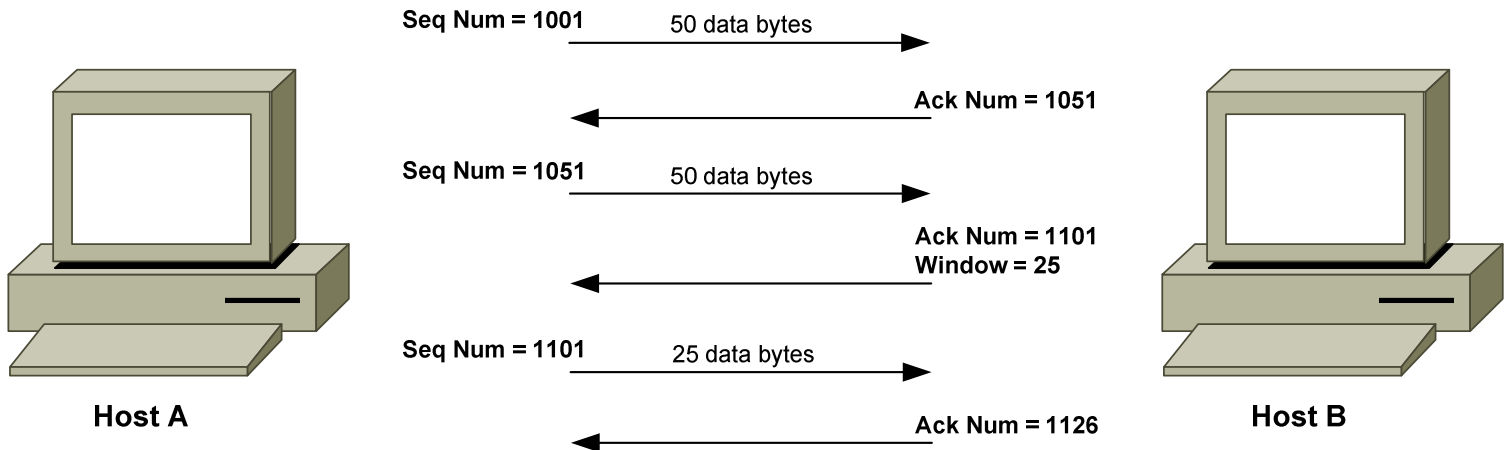 Seq Num = 1001
50 data bytes
Ack Num = 1051
Seq Num = 1051
50 data bytes
Ack Num = 1101
Window = 25
Seq Num = 1101
25 data bytes
Ack Num = 1126
Host A
Host B